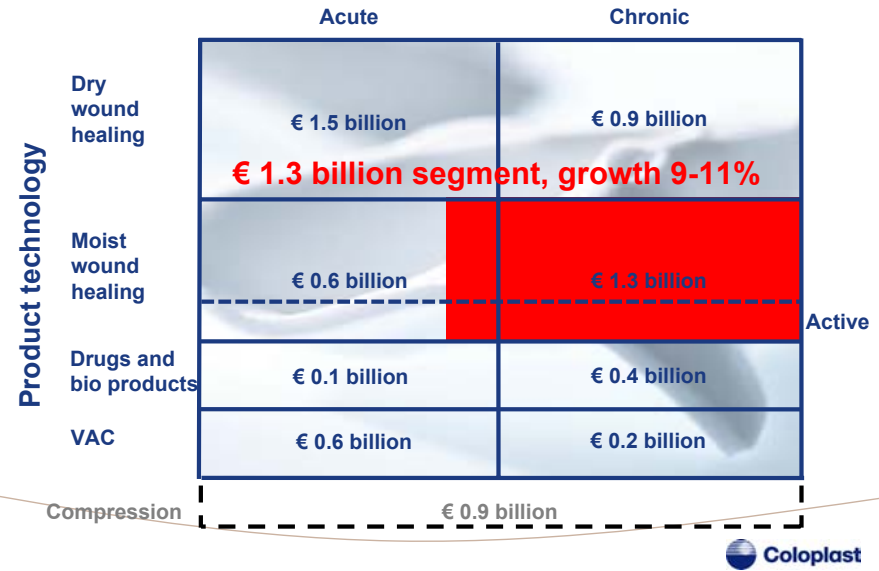 Acute
Chronic
Product technology
Dry
wound
healing
€ 1.5 billion
€ 0.9 billion
€ 1.3 billion segment, growth 9-11%
Moist
wound
healing
€ 0.6 billion
€ 1.3 billion
Active
Drugs and
bio products
€ 0.1 billion
€ 0.4 billion
VAC
€ 0.6 billion
€ 0.2 billion
Compression
€ 0.9 billion
Coloplast